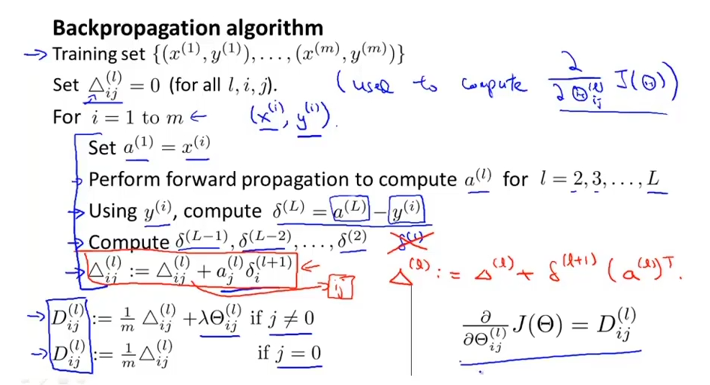 Backpropagation algorithm
→ Training set {(x^(1), y^(1)), . . . , (x^(m), y^(m))}
Set △_ij^(l) = 0 (for all l, i, j). (used to compute ∂/∂Θ_ij^(l) J(Θ))
For i = 1 to m ← (x^(i), y^(i)).
Set a^(1) = x^(i)
→ Perform forward propagation to compute a^(l) for l = 2, 3, . . . , L
→ Using y^(i), compute δ^(L) = a^(L) − y^(i)
→ Compute δ^(L−1), δ^(L−2), . . . , δ^(2) δ^(1)
→ △_ij^(l) := △_ij^(l) + a_j^(l) δ_i^(l+1) ← △^(l) := △^(l) + δ^(l+1) (a^(l))^T.
ij
→ D_ij^(l) := 1/m △_ij^(l) + λΘ_ij^(l) if j ≠ 0
→ D_ij^(l) := 1/m △_ij^(l) if j = 0
∂/∂Θ_ij^(l) J(Θ) = D_ij^(l)